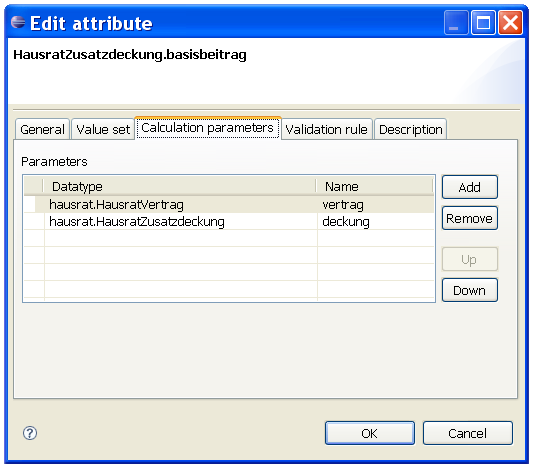 Edit attribute
HausratZusatzdeckung.basisbeitrag
General Value set Calculation parameters Validation rule Description
Parameters
Datatype Name Add
hausrat.HausratVertrag vertrag
hausrat.HausratZusatzdeckung deckung Remove
Up
Down
? OK Cancel